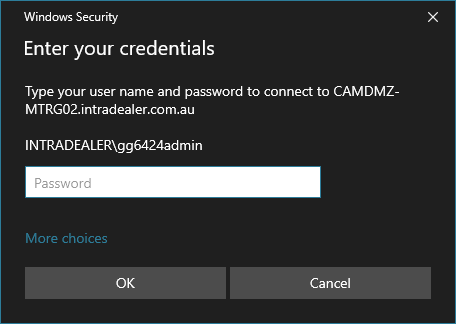 Windows Security
Enter your credentials
Type your user name and password to connect to CAMDMZ-
MTRG02.intradealer.com.au
INTRADEALER\gg6424admin
Password
More choices
OK
Cancel